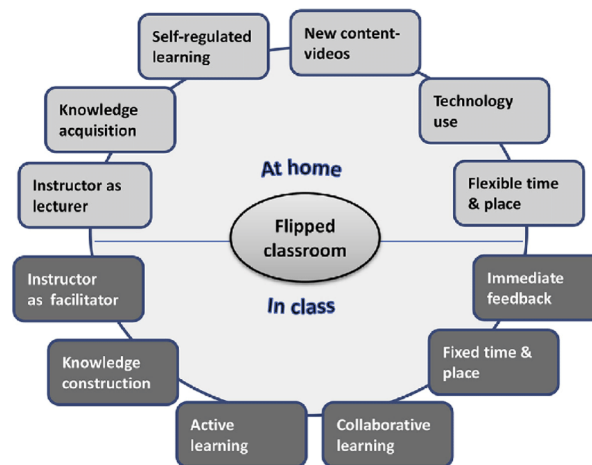 Self-regulated
learning
New content-
videos
Knowledge
acquisition
Technology
use
Instructor as
lecturer
At home
Flexible time
& place
Flipped
classroom
Instructor
as facilitator
In class
Immediate
feedback
Knowledge
construction
Fixed time &
place
Active
learning
Collaborative
learning